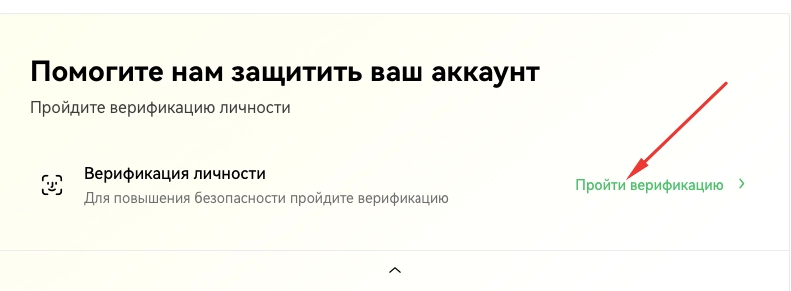 Помогите нам защитить ваш аккаунт
Пройдите верификацию личности
Верификация личности
Для повышения безопасности пройдите верификацию
Пройти верификацию